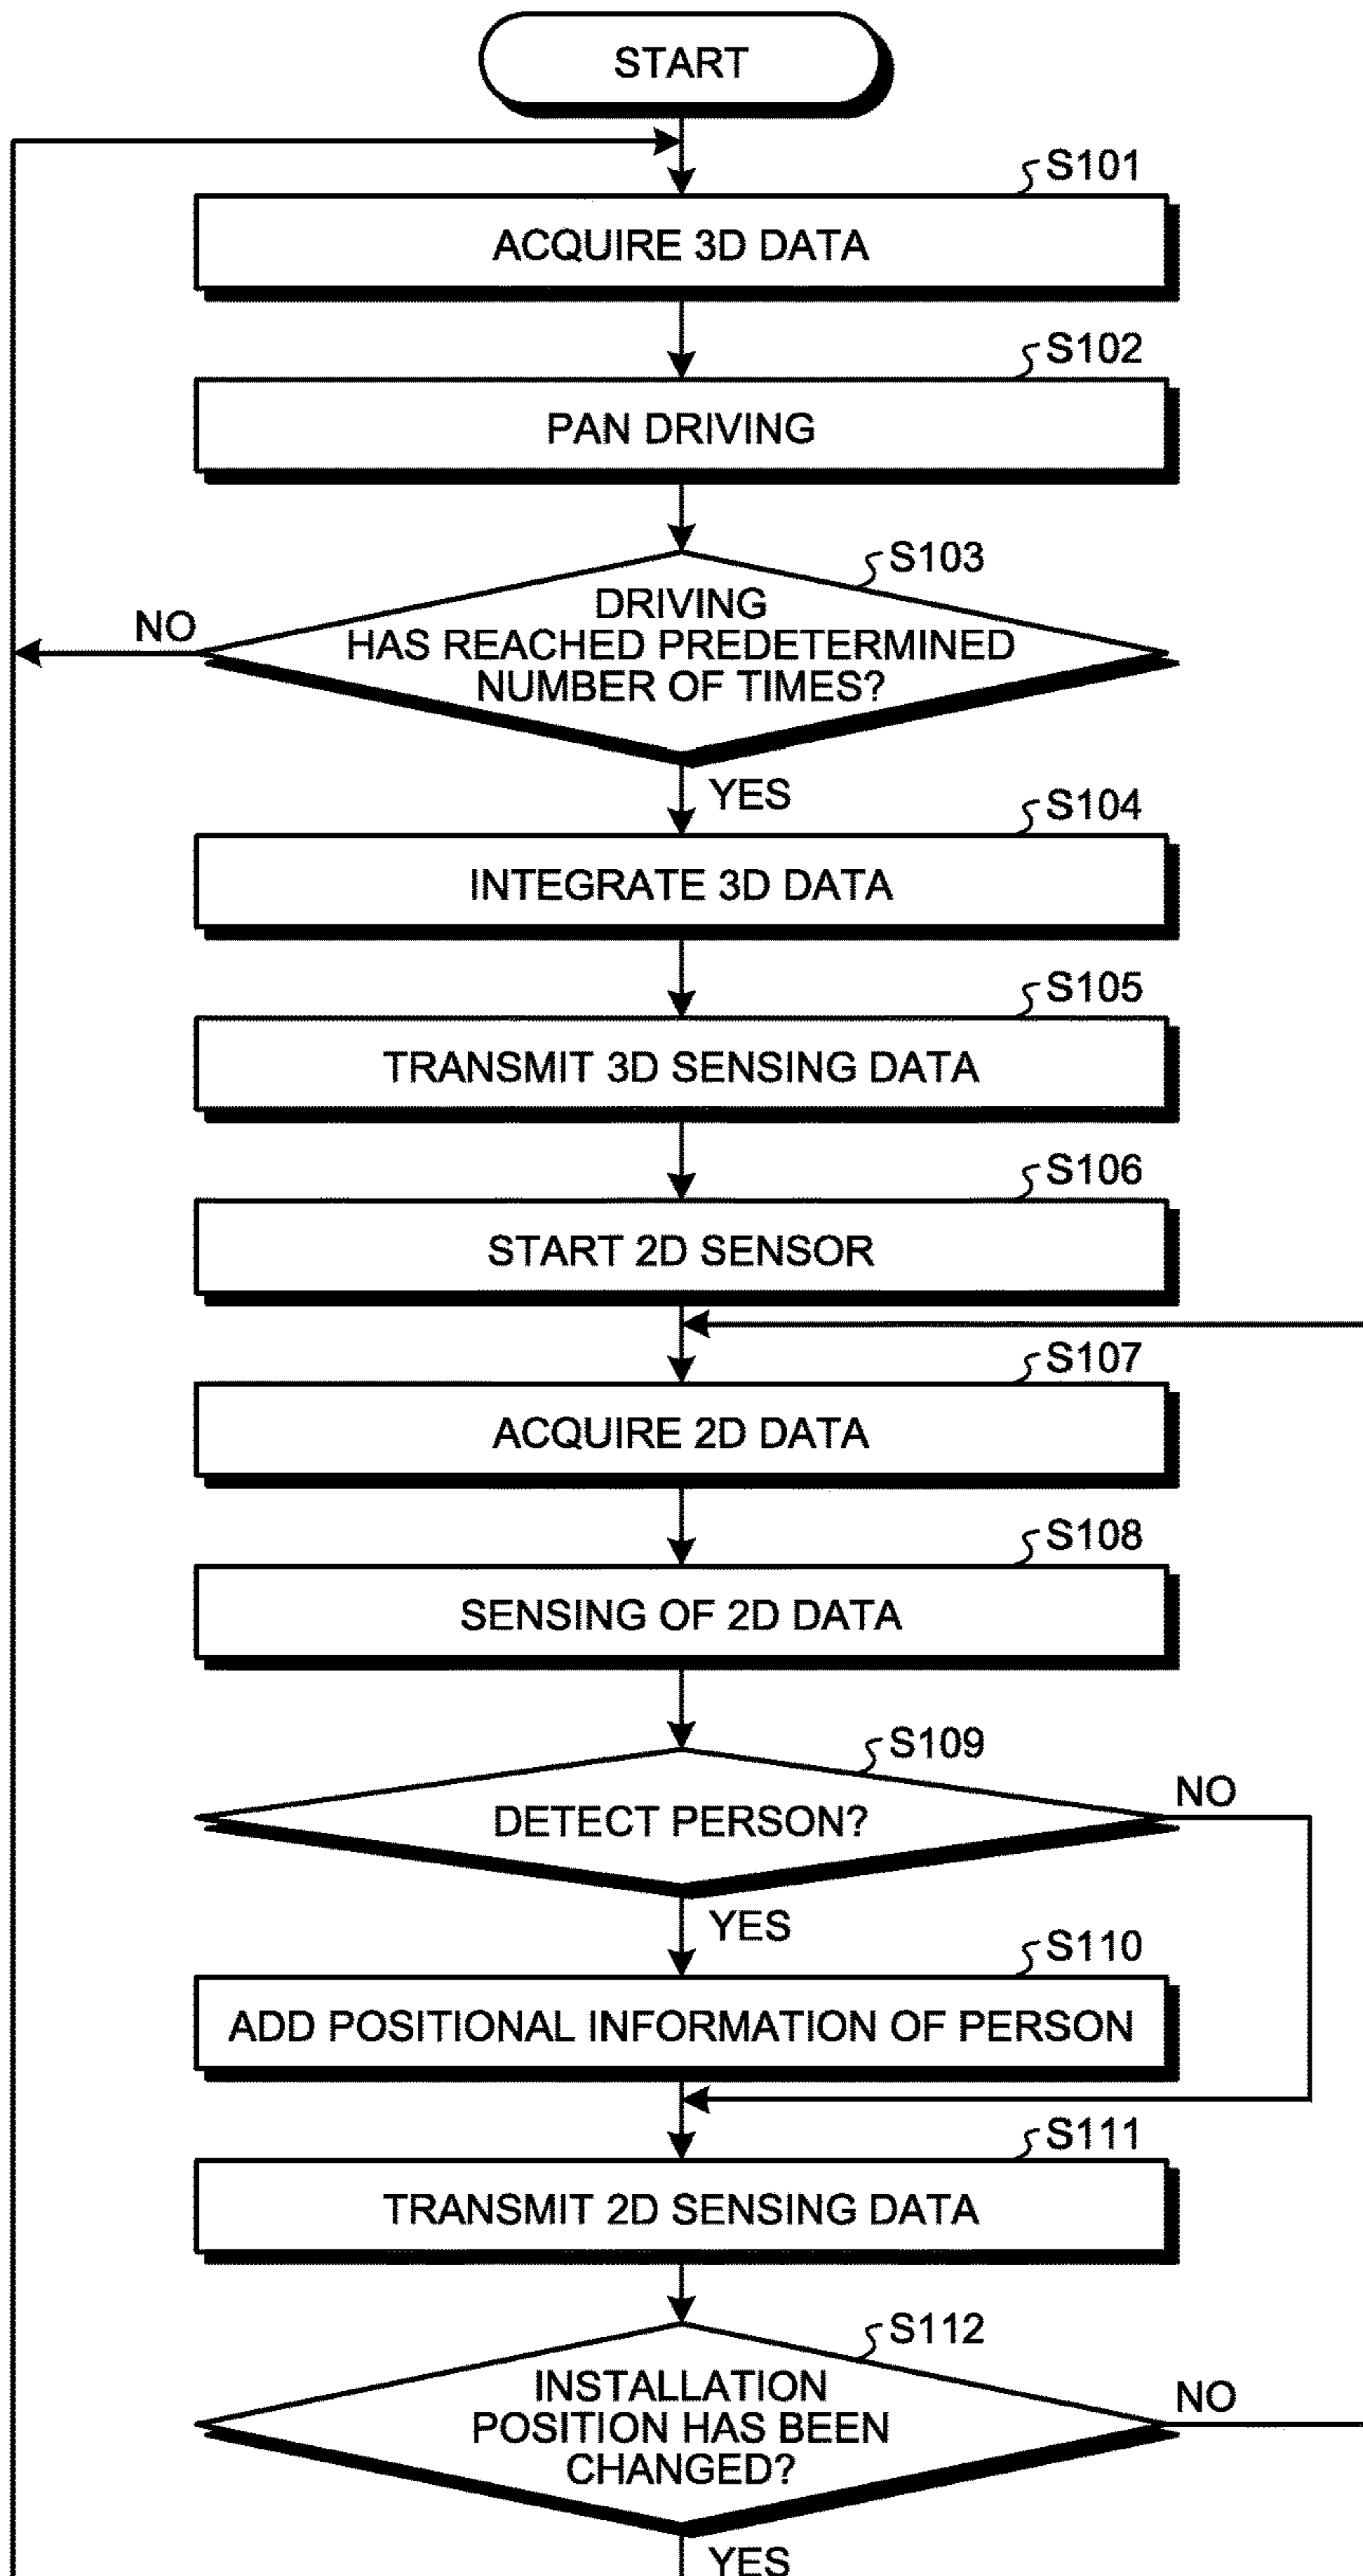 START
S101
ACQUIRE 3D DATA
S102
PAN DRIVING
S103
DRIVING
HAS REACHED PREDETERMINED
NUMBER OF TIMES?
NO
YES
S104
INTEGRATE 3D DATA
S105
TRANSMIT 3D SENSING DATA
S106
START 2D SENSOR
S107
ACQUIRE 2D DATA
S108
SENSING OF 2D DATA
S109
DETECT PERSON?
NO
YES
S110
ADD POSITIONAL INFORMATION OF PERSON
S111
TRANSMIT 2D SENSING DATA
S112
INSTALLATION
POSITION HAS BEEN
CHANGED?
NO
YES